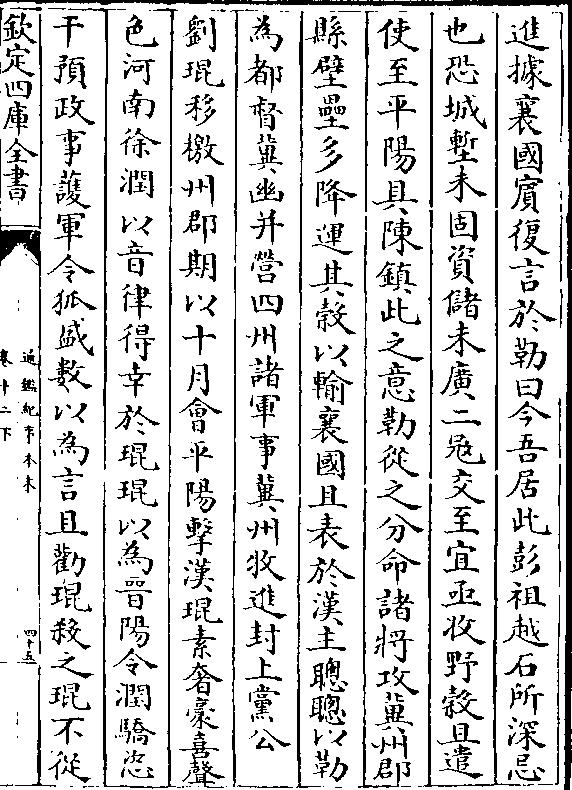 進據襄國賓復言於勒曰今吾居此彭祖越石所深忌
也恐城塹未固資儲未廣二冦交至宜亟收野榖且遣
使至平陽具陳鎮此之意勒從之分命諸將攻冀州郡
縣壁壘多降運其榖以輸襄國且表於漢主聰聰以勒
為都督冀幽并營四州諸軍事冀州牧進封上黨公
劉琨移檄州郡期以十月會平陽擊漢琨素奢豪喜聲
色河南徐潤以音律得幸於琨琨以為晉陽令潤驕恣
干預政事護軍令狐盛數以為言且勸琨殺之琨不從
欽定四庫全書
通鑑紀事本末
卷十二下
四十五